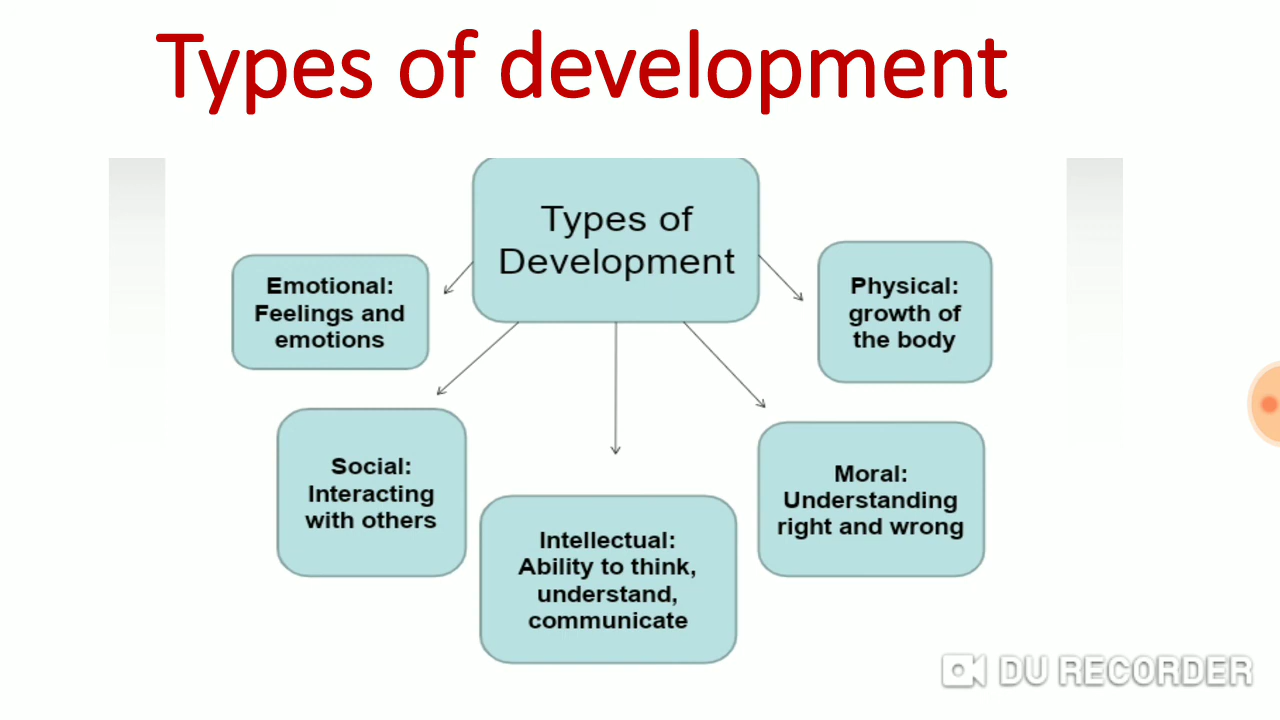 Types of development
Types of
Development
Emotional:
Feelings and
emotions
Physical:
growth of
the body
Social:
Interacting
with others
Intellectual:
Ability to think,
understand,
communicate
Moral:
Understanding
right and wrong
DU RECORDER